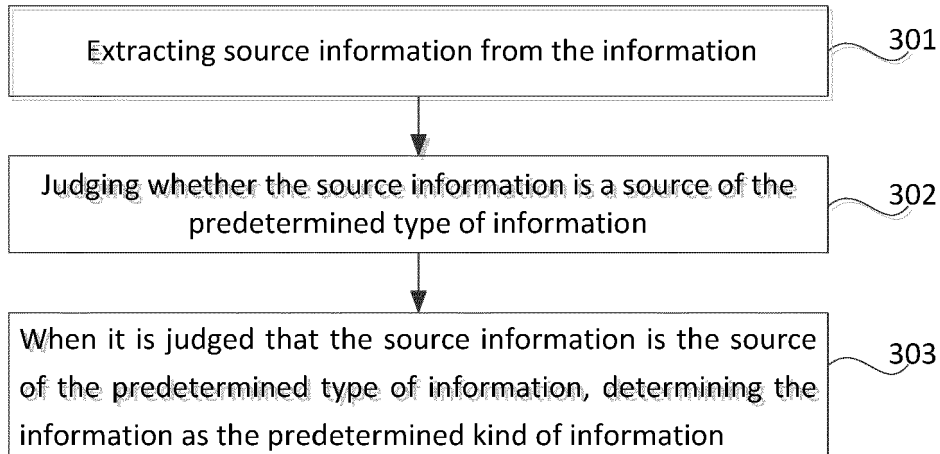 Extracting source information from the information
301
Judging whether the source information is a source of the
predetermined type of information
302
When it is judged that the source information is the source
of the predetermined type of information, determining the
information as the predetermined kind of information
303